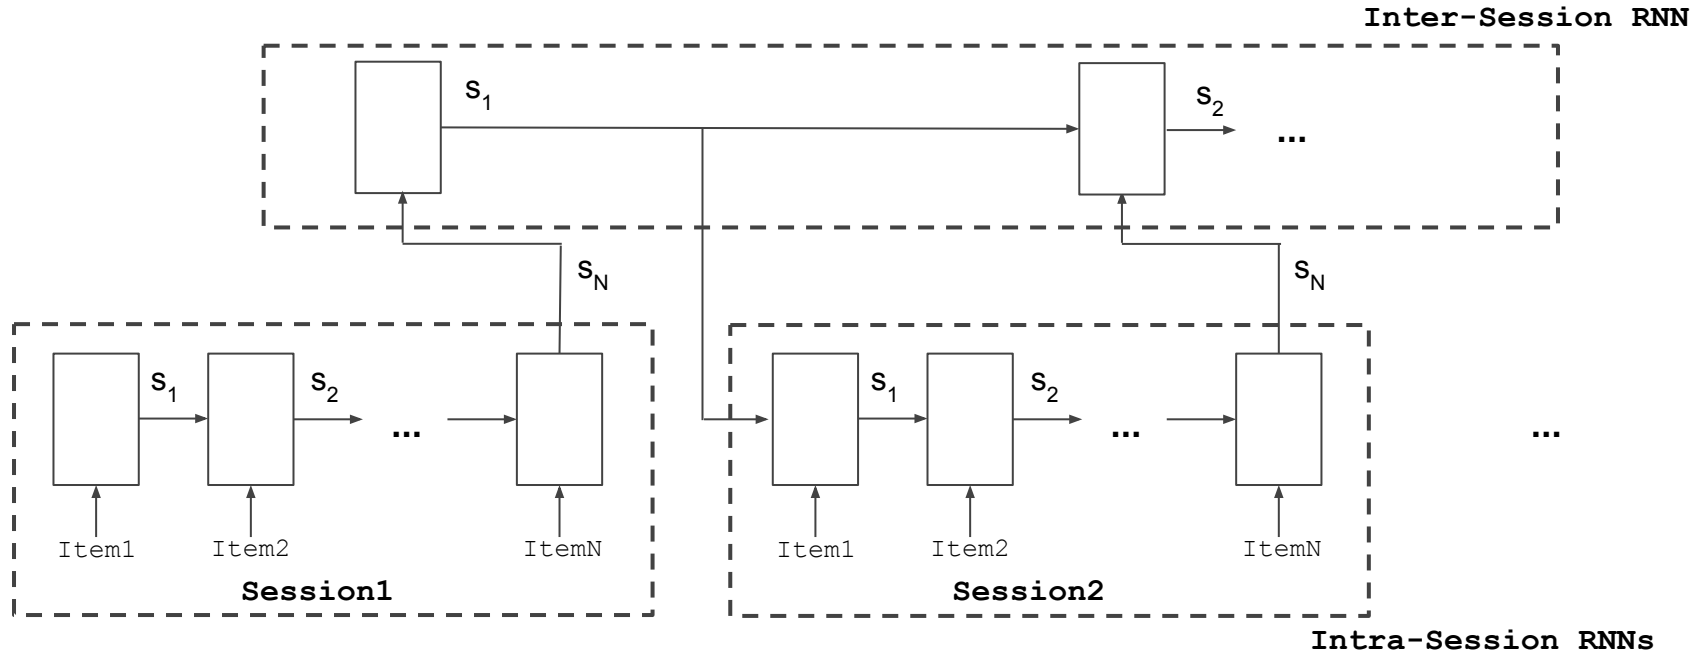 Inter-Session RNN
s1 s2 ...
sN sN
s1 s2 ... s1 s2 ... ...
Item1 Item2 ItemN Item1 Item2 ItemN
Session1 Session2
Intra-Session RNNs